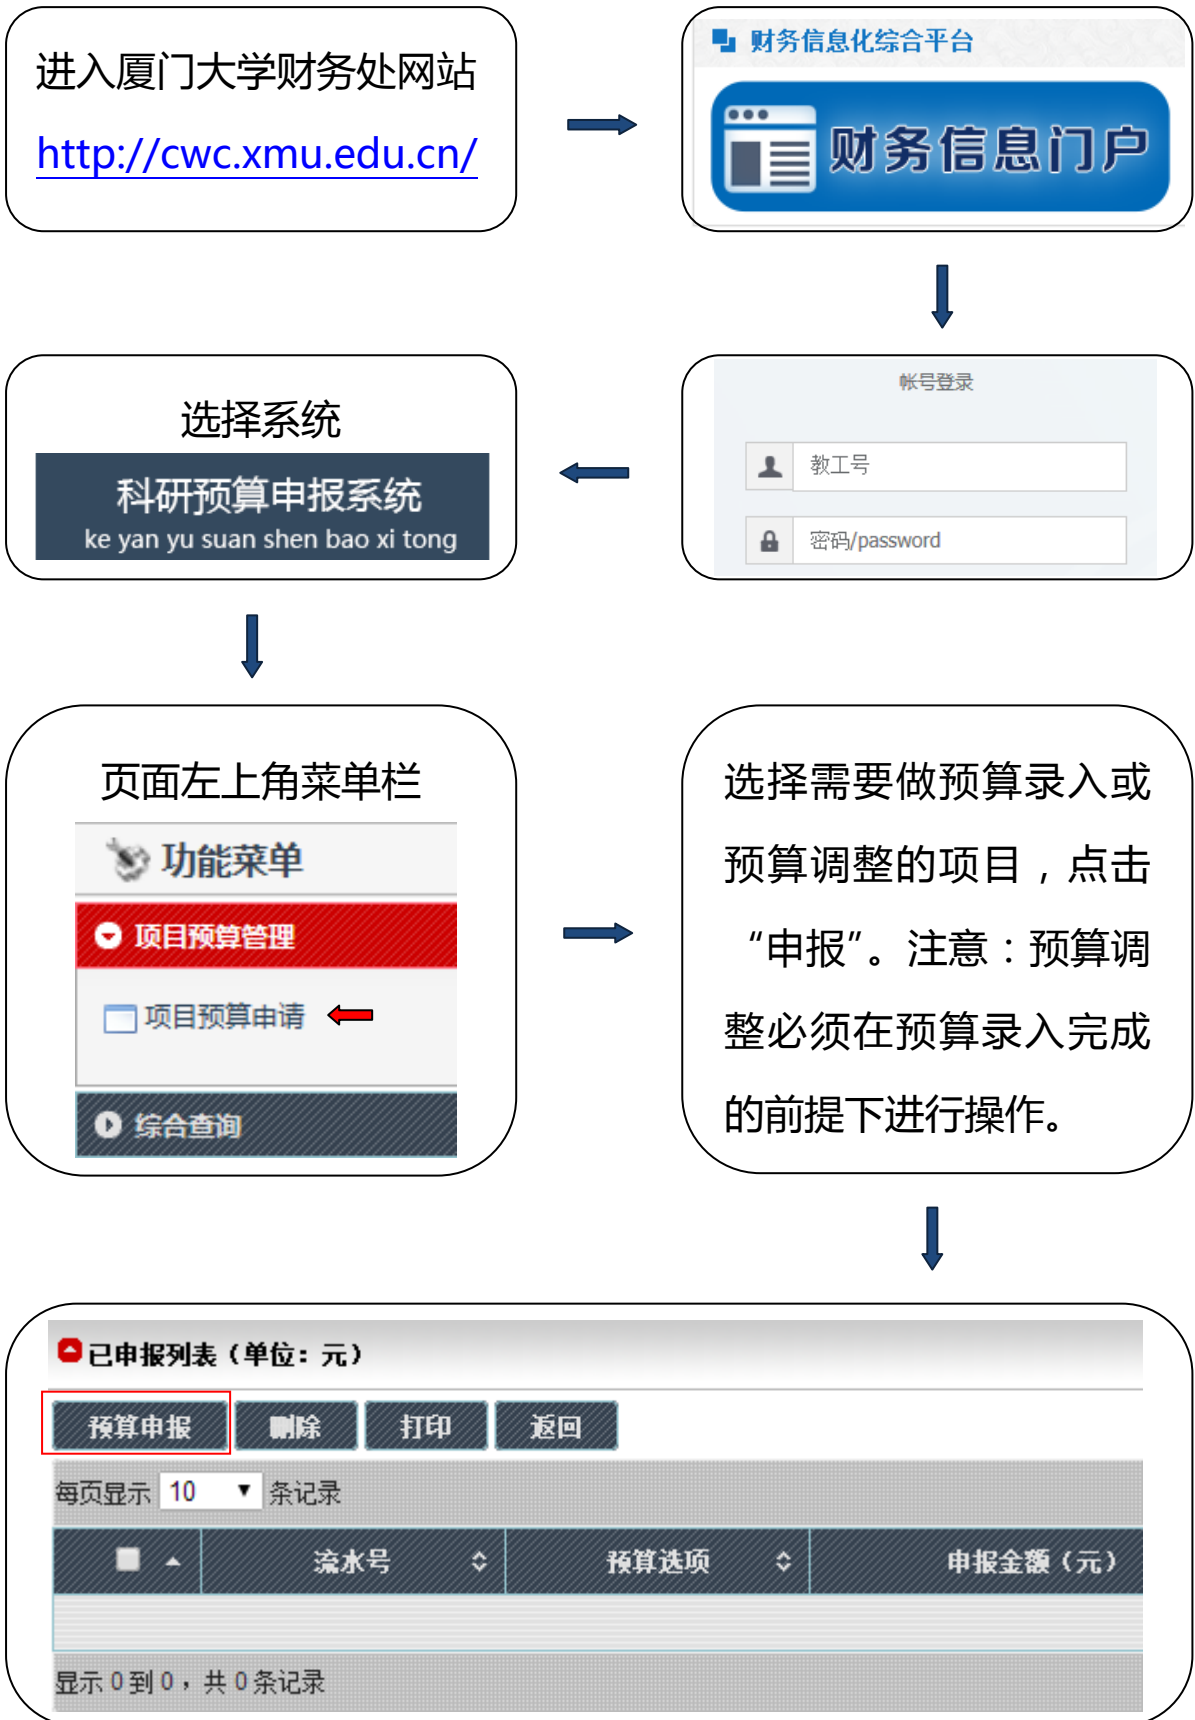 进入厦门大学财务处网站
http://cwc.xmu.edu.cn/
财务信息化综合平台
财务信息门户
帐号登录
教工号
密码/password
选择系统
科研预算申报系统
ke yan yu suan shen bao xi tong
页面左上角菜单栏
功能菜单
项目预算管理
项目预算申请
综合查询
选择需要做预算录入或
预算调整的项目，点击
“申报”。注意：预算调
整必须在预算录入完成
的前提下进行操作。
已申报列表（单位：元）
预算申报 删除 打印 返回
每页显示 10 条记录
流水号 预算选项 申报金额（元）
显示 0 到 0，共 0 条记录